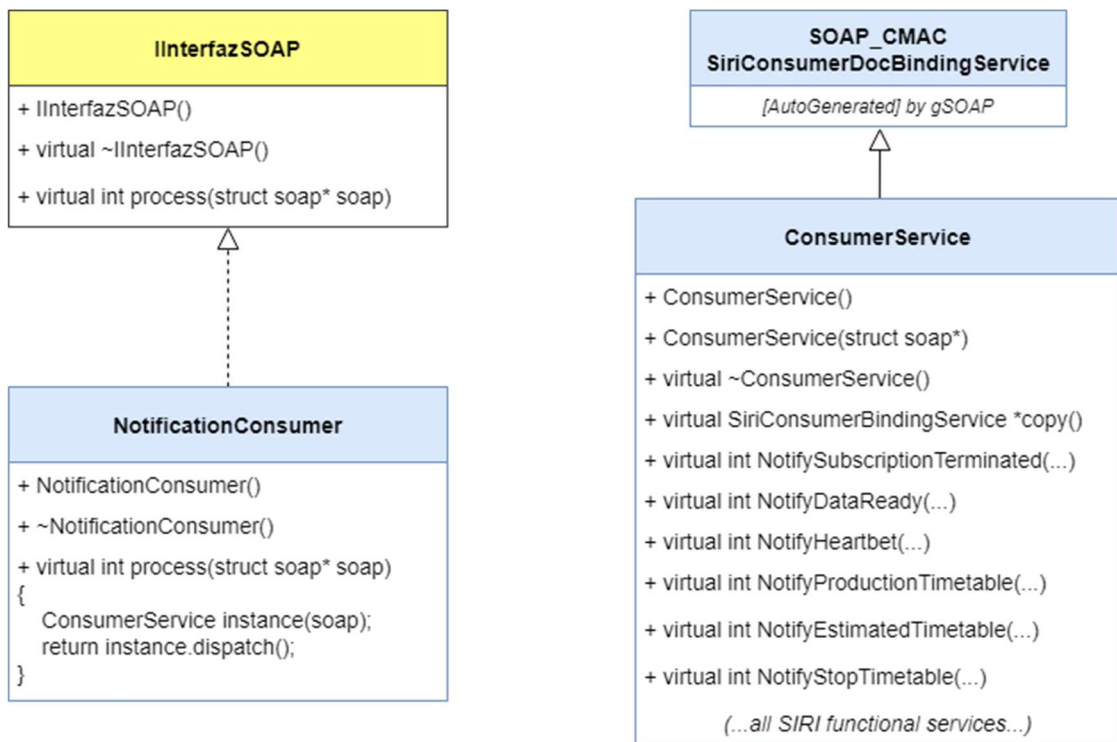 IInterfazSOAP
+ IInterfazSOAP()
+ virtual ~IInterfazSOAP()
+ virtual int process(struct soap* soap)
NotificationConsumer
+ NotificationConsumer()
+ ~NotificationConsumer()
+ virtual int process(struct soap* soap)
{
ConsumerService instance(soap);
return instance.dispatch();
}
SOAP_CMAC
SiriConsumerDocBindingService
[AutoGenerated] by gSOAP
ConsumerService
+ ConsumerService()
+ ConsumerService(struct soap*)
+ virtual ~ConsumerService()
+ virtual SiriConsumerBindingService *copy()
+ virtual int NotifySubscriptionTerminated(...)
+ virtual int NotifyDataReady(...)
+ virtual int NotifyHeartbet(...)
+ virtual int NotifyProductionTimetable(...)
+ virtual int NotifyEstimatedTimetable(...)
+ virtual int NotifyStopTimetable(...)
(...all SIRI functional services...)